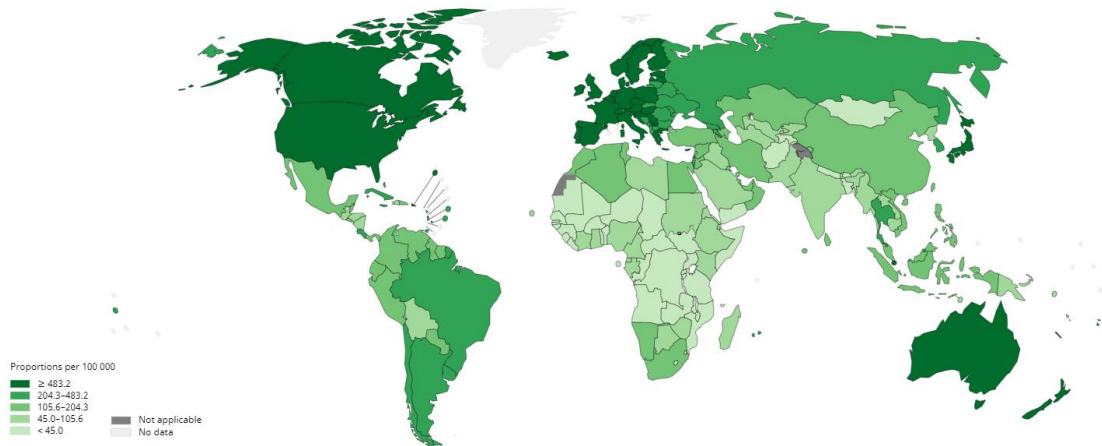 Proportions per 100 000
≥ 483.2
204.3–483.2
105.6–204.3
45.0–105.6
< 45.0
Not applicable
No data